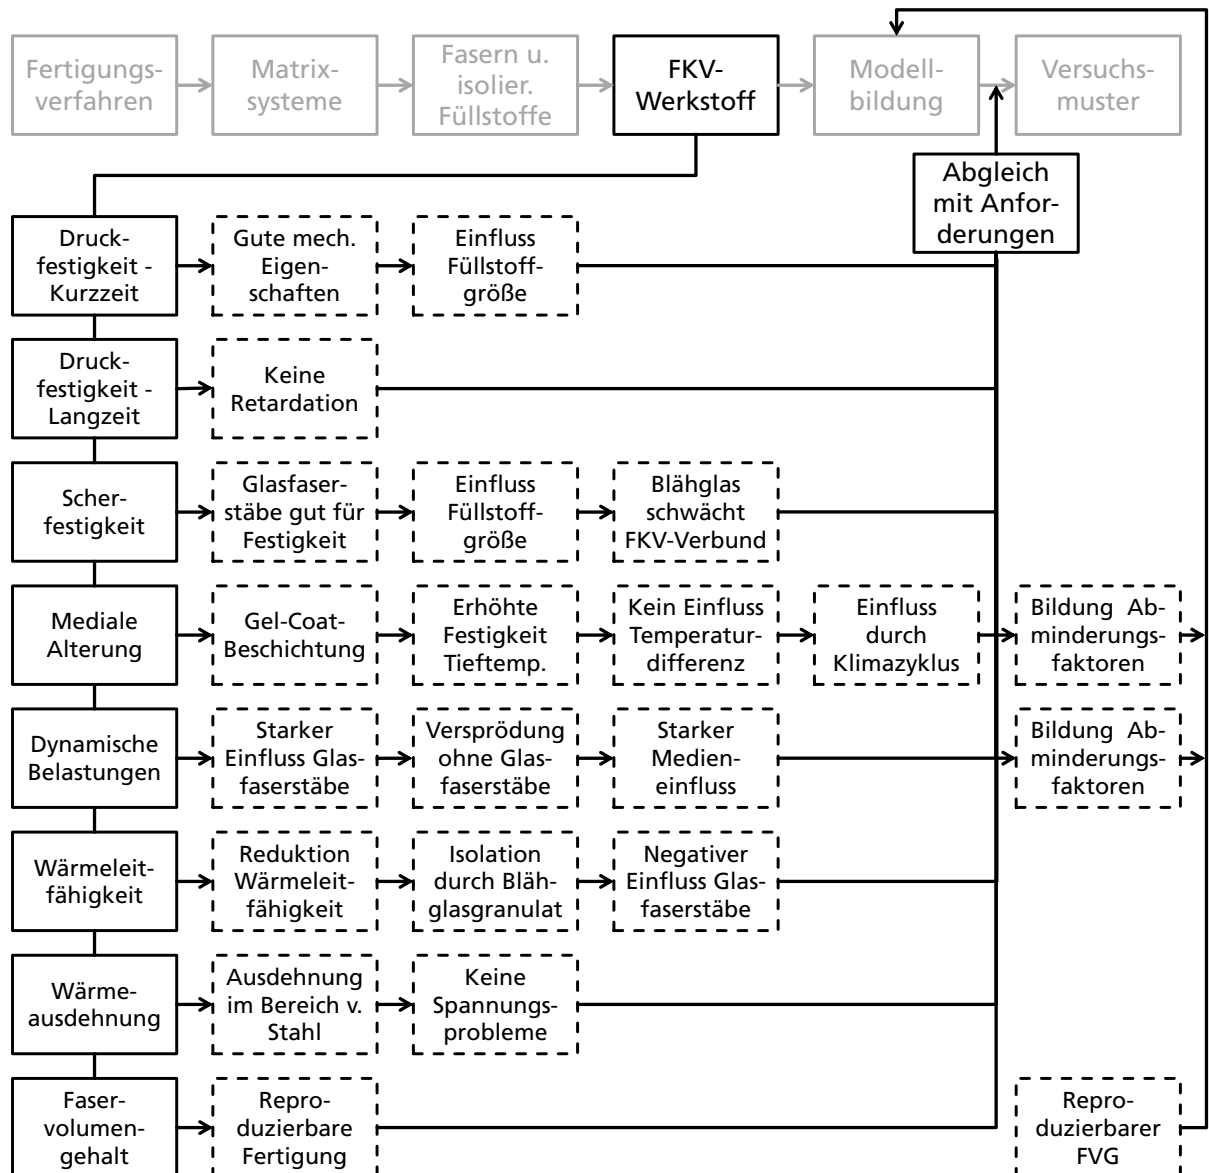 Fertigungs-
verfahren
Matrix-
systeme
Fasern u.
isolier.
Füllstoffe
FKV-
Werkstoff
Modell-
bildung
Versuchs-
muster
Abgleich
mit Anfor-
derungen
Druck-
festigkeit -
Kurzzeit
Gute mech.
Eigen-
schaften
Einfluss
Füllstoff-
größe
Druck-
festigkeit -
Langzeit
Keine
Retardation
Scher-
festigkeit
Glasfaser-
stäbe gut für
Festigkeit
Einfluss
Füllstoff-
größe
Blähglas
schwächt
FKV-Verbund
Mediale
Alterung
Gel-Coat-
Beschichtung
Erhöhte
Festigkeit
Tieftemp.
Kein Einfluss
Temperatur-
differenz
Einfluss
durch
Klimazyklus
Bildung Ab-
minderungs-
faktoren
Dynamische
Belastungen
Starker
Einfluss Glas-
faserstäbe
Versprödung
ohne Glas-
faserstäbe
Starker
Medien-
einfluss
Bildung Ab-
minderungs-
faktoren
Wärmeleit-
fähigkeit
Reduktion
Wärmeleit-
fähigkeit
Isolation
durch Bläh-
glasgranulat
Negativer
Einfluss Glas-
faserstäbe
Wärme-
ausdehnung
Ausdehnung
im Bereich v.
Stahl
Keine
Spannungs-
probleme
Faser-
volumen-
gehalt
Repro-
duzierbare
Fertigung
Repro-
duzierbarer
FVG